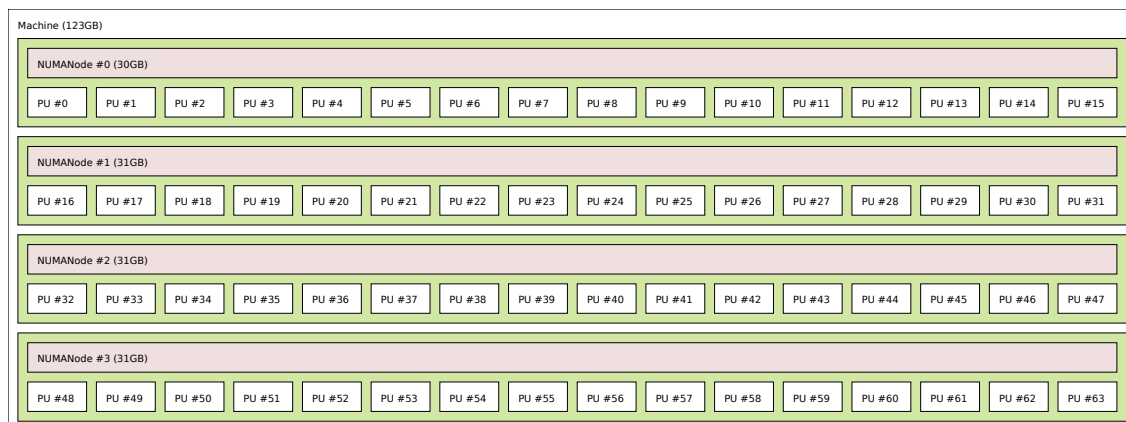 Machine (123GB)
NUMANode #0 (30GB)
PU #0 PU #1 PU #2 PU #3 PU #4 PU #5 PU #6 PU #7 PU #8 PU #9 PU #10 PU #11 PU #12 PU #13 PU #14 PU #15
NUMANode #1 (31GB)
PU #16 PU #17 PU #18 PU #19 PU #20 PU #21 PU #22 PU #23 PU #24 PU #25 PU #26 PU #27 PU #28 PU #29 PU #30 PU #31
NUMANode #2 (31GB)
PU #32 PU #33 PU #34 PU #35 PU #36 PU #37 PU #38 PU #39 PU #40 PU #41 PU #42 PU #43 PU #44 PU #45 PU #46 PU #47
NUMANode #3 (31GB)
PU #48 PU #49 PU #50 PU #51 PU #52 PU #53 PU #54 PU #55 PU #56 PU #57 PU #58 PU #59 PU #60 PU #61 PU #62 PU #63